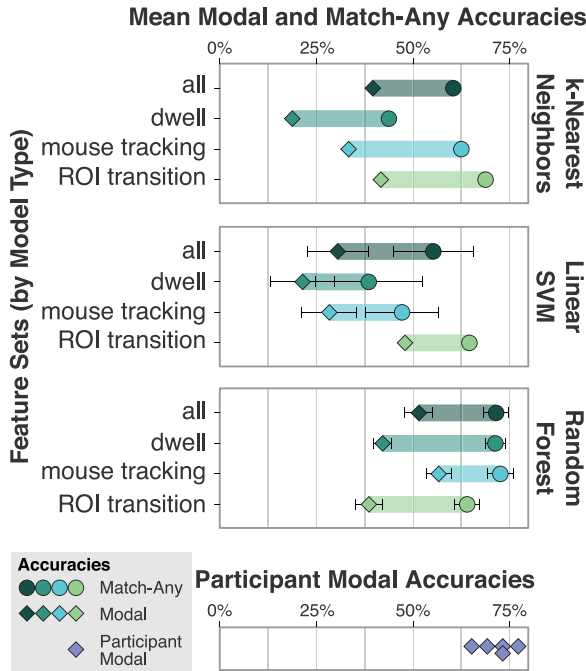 Mean Modal and Match-Any Accuracies
0% 25% 50% 75%
Feature Sets (by Model Type)
all
dwell
mouse tracking
ROI transition
k-Nearest
Neighbors
all
dwell
mouse tracking
ROI transition
Linear
SVM
all
dwell
mouse tracking
ROI transition
Random
Forest
Accuracies
Match-Any
Modal
Participant
Modal
Participant Modal Accuracies
0% 25% 50% 75%